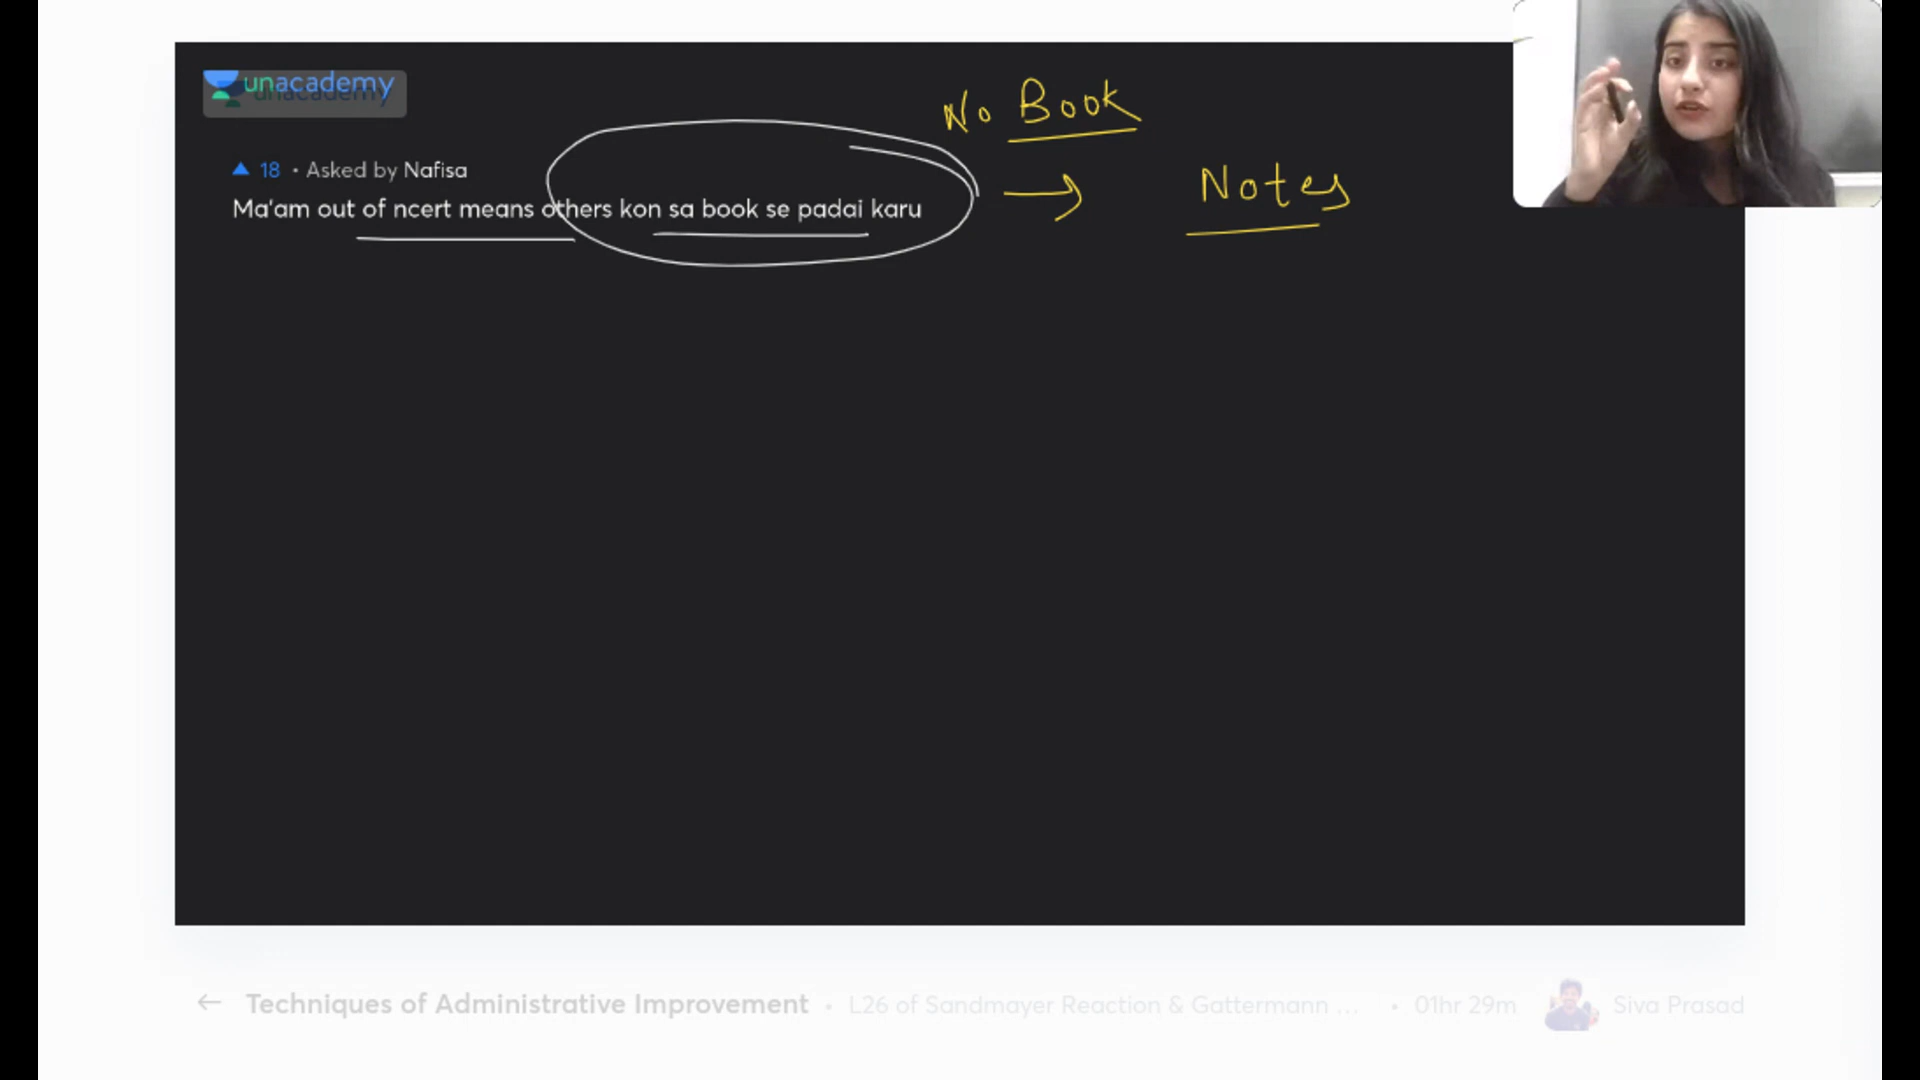 unacademy
No Book
18 • Asked by Nafisa
Ma'am out of ncert means others kon sa book se padai karu
→ Notes
← Techniques of Administrative Improvement • L26 of Sandmayer Reaction & Gattermann ... • 01hr 29m Siva Prasad